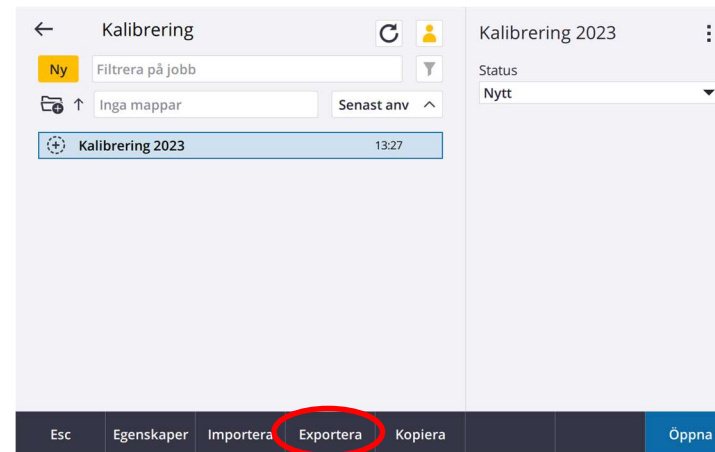 Kalibrering
Ny
Filtrera på jobb
Inga mappar
Senast anv
Kalibrering 2023
13:27
Kalibrering 2023
Status
Nytt
Esc
Egenskaper
Importera
Exportera
Kopiera
Öppna